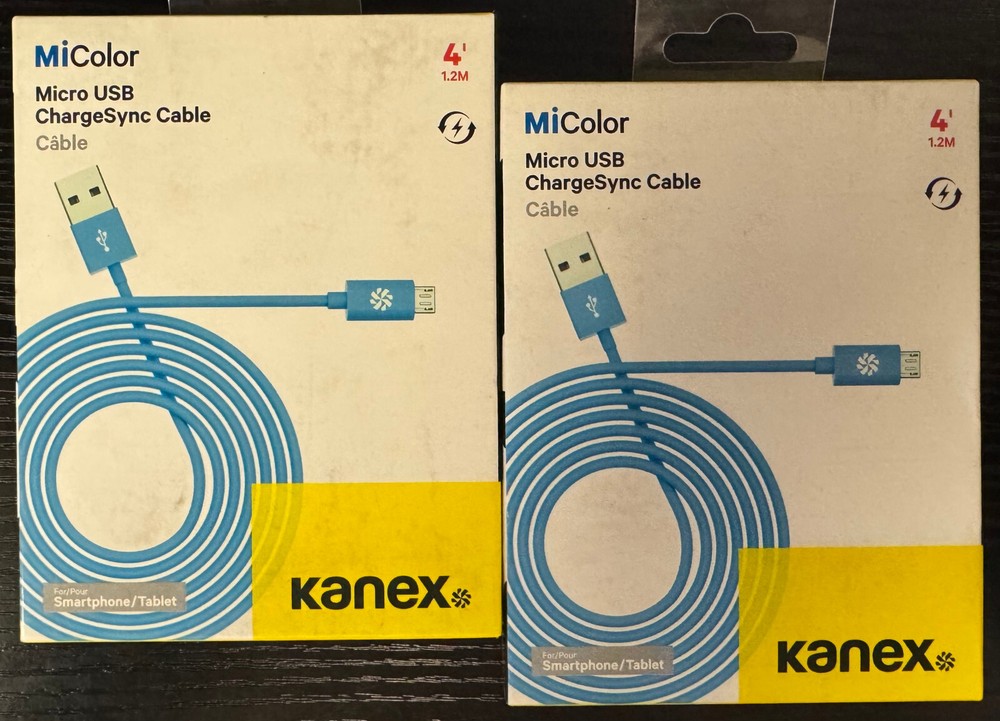 MiColor
4'
1.2M
Micro USB
ChargeSync Cable
Câble
For/Pour
Smartphone/Tablet
Kanex
MiColor
4'
1.2M
Micro USB
ChargeSync Cable
Câble
For/Pour
Smartphone/Tablet
Kanex